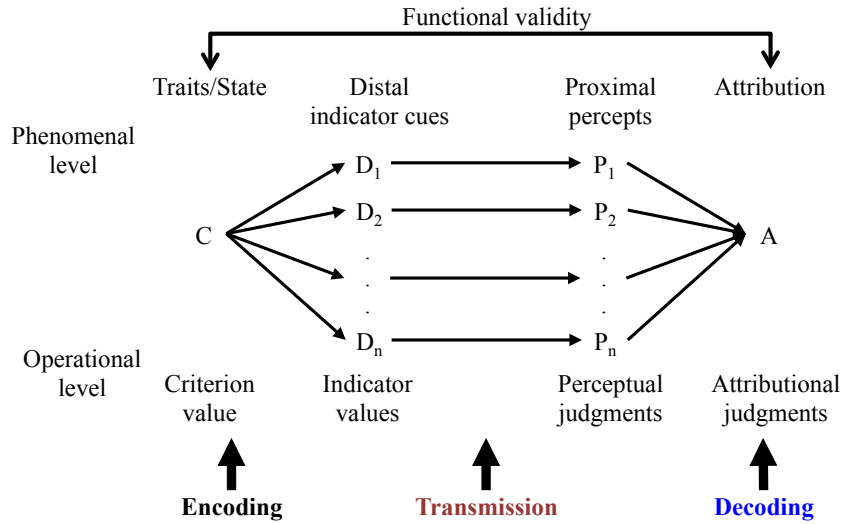 Functional validity
Traits/State
Distal
indicator cues
Proximal
percepts
Attribution
Phenomenal
level
D1
P1
D2
P2
C
A
.
.
.
.
Dn
Pn
Operational
level
Criterion
value
Indicator
values
Perceptual
judgments
Attributional
judgments
Encoding
Transmission
Decoding